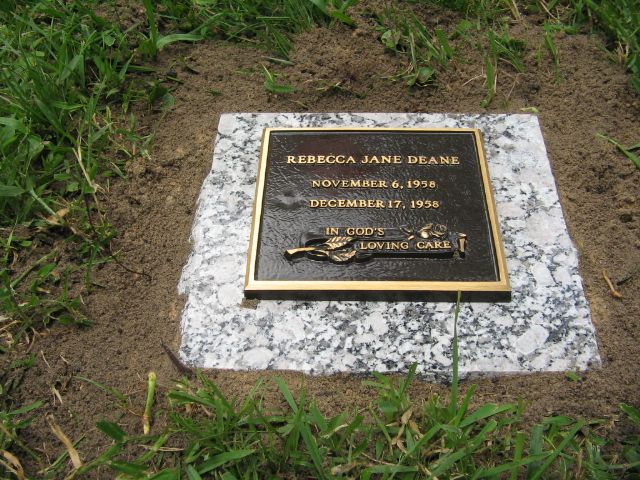 REBECCA JANE DEANE
NOVEMBER 6, 1958
DECEMBER 17, 1958
IN GOD'S
LOVING CARE